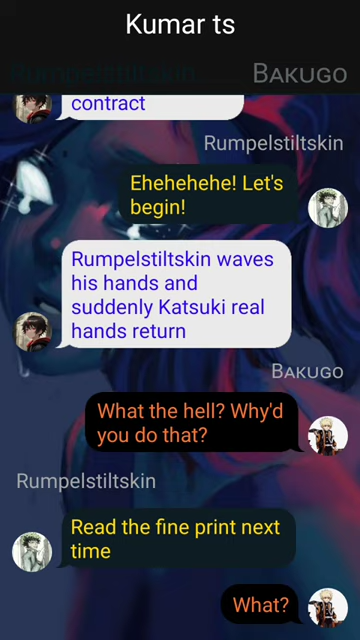 Kumar ts
Rumpelstiltskin
BAKUGO
contract
Rumpelstiltskin
Ehehehehe! Let's
begin!
Rumpelstiltskin waves
his hands and
suddenly Katsuki real
hands return
BAKUGO
What the hell? Why'd
you do that?
Rumpelstiltskin
Read the fine print next
time
What?